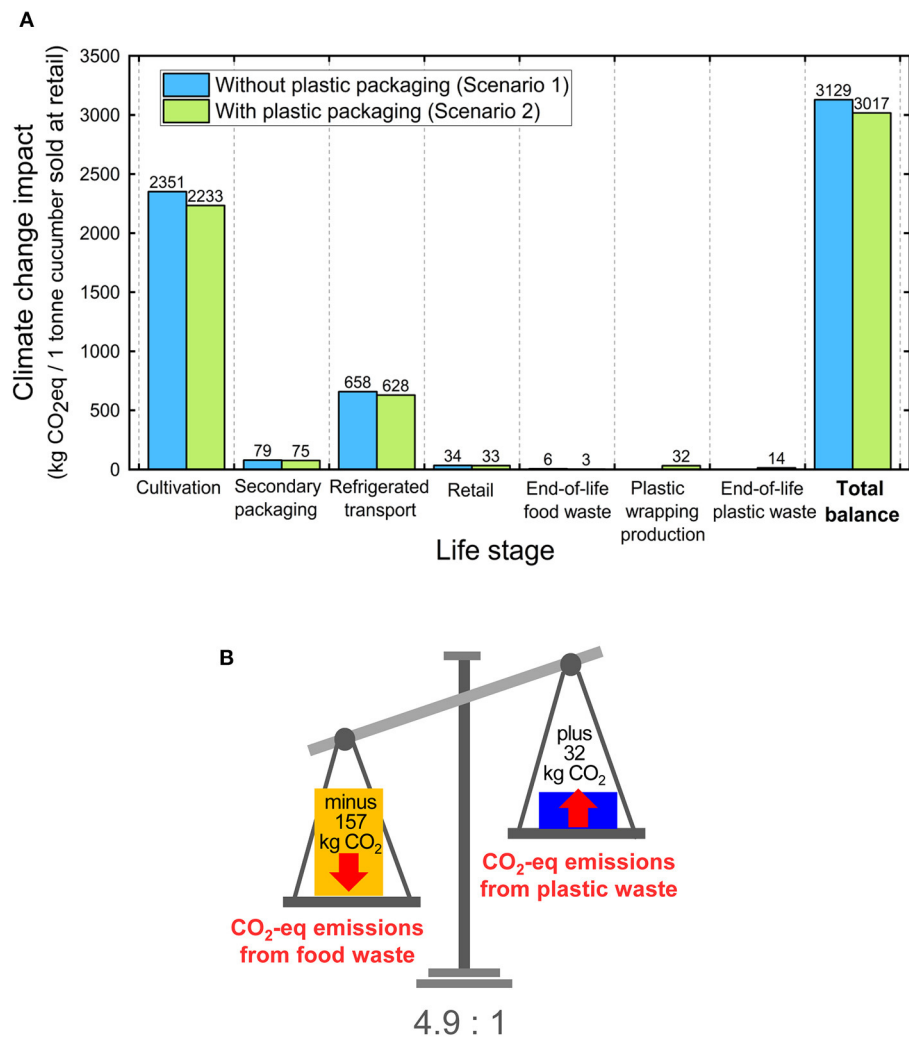 A
Climate change impact
(kg CO₂eq / 1 tonne cucumber sold at retail)
3500
3000
2500
2000
1500
1000
500
0
Without plastic packaging (Scenario 1)
With plastic packaging (Scenario 2)
2351
2233
79
75
658
628
34
33
6
3
32
14
3129
3017
Cultivation
Secondary
packaging
Refrigerated
transport
Retail
End-of-life
food waste
Plastic
wrapping
production
End-of-life
plastic waste
Total
balance
Life stage
B
minus
157
kg CO₂
CO₂-eq emissions
from food waste
plus
32
kg CO₂
CO₂-eq emissions
from plastic waste
4.9 : 1